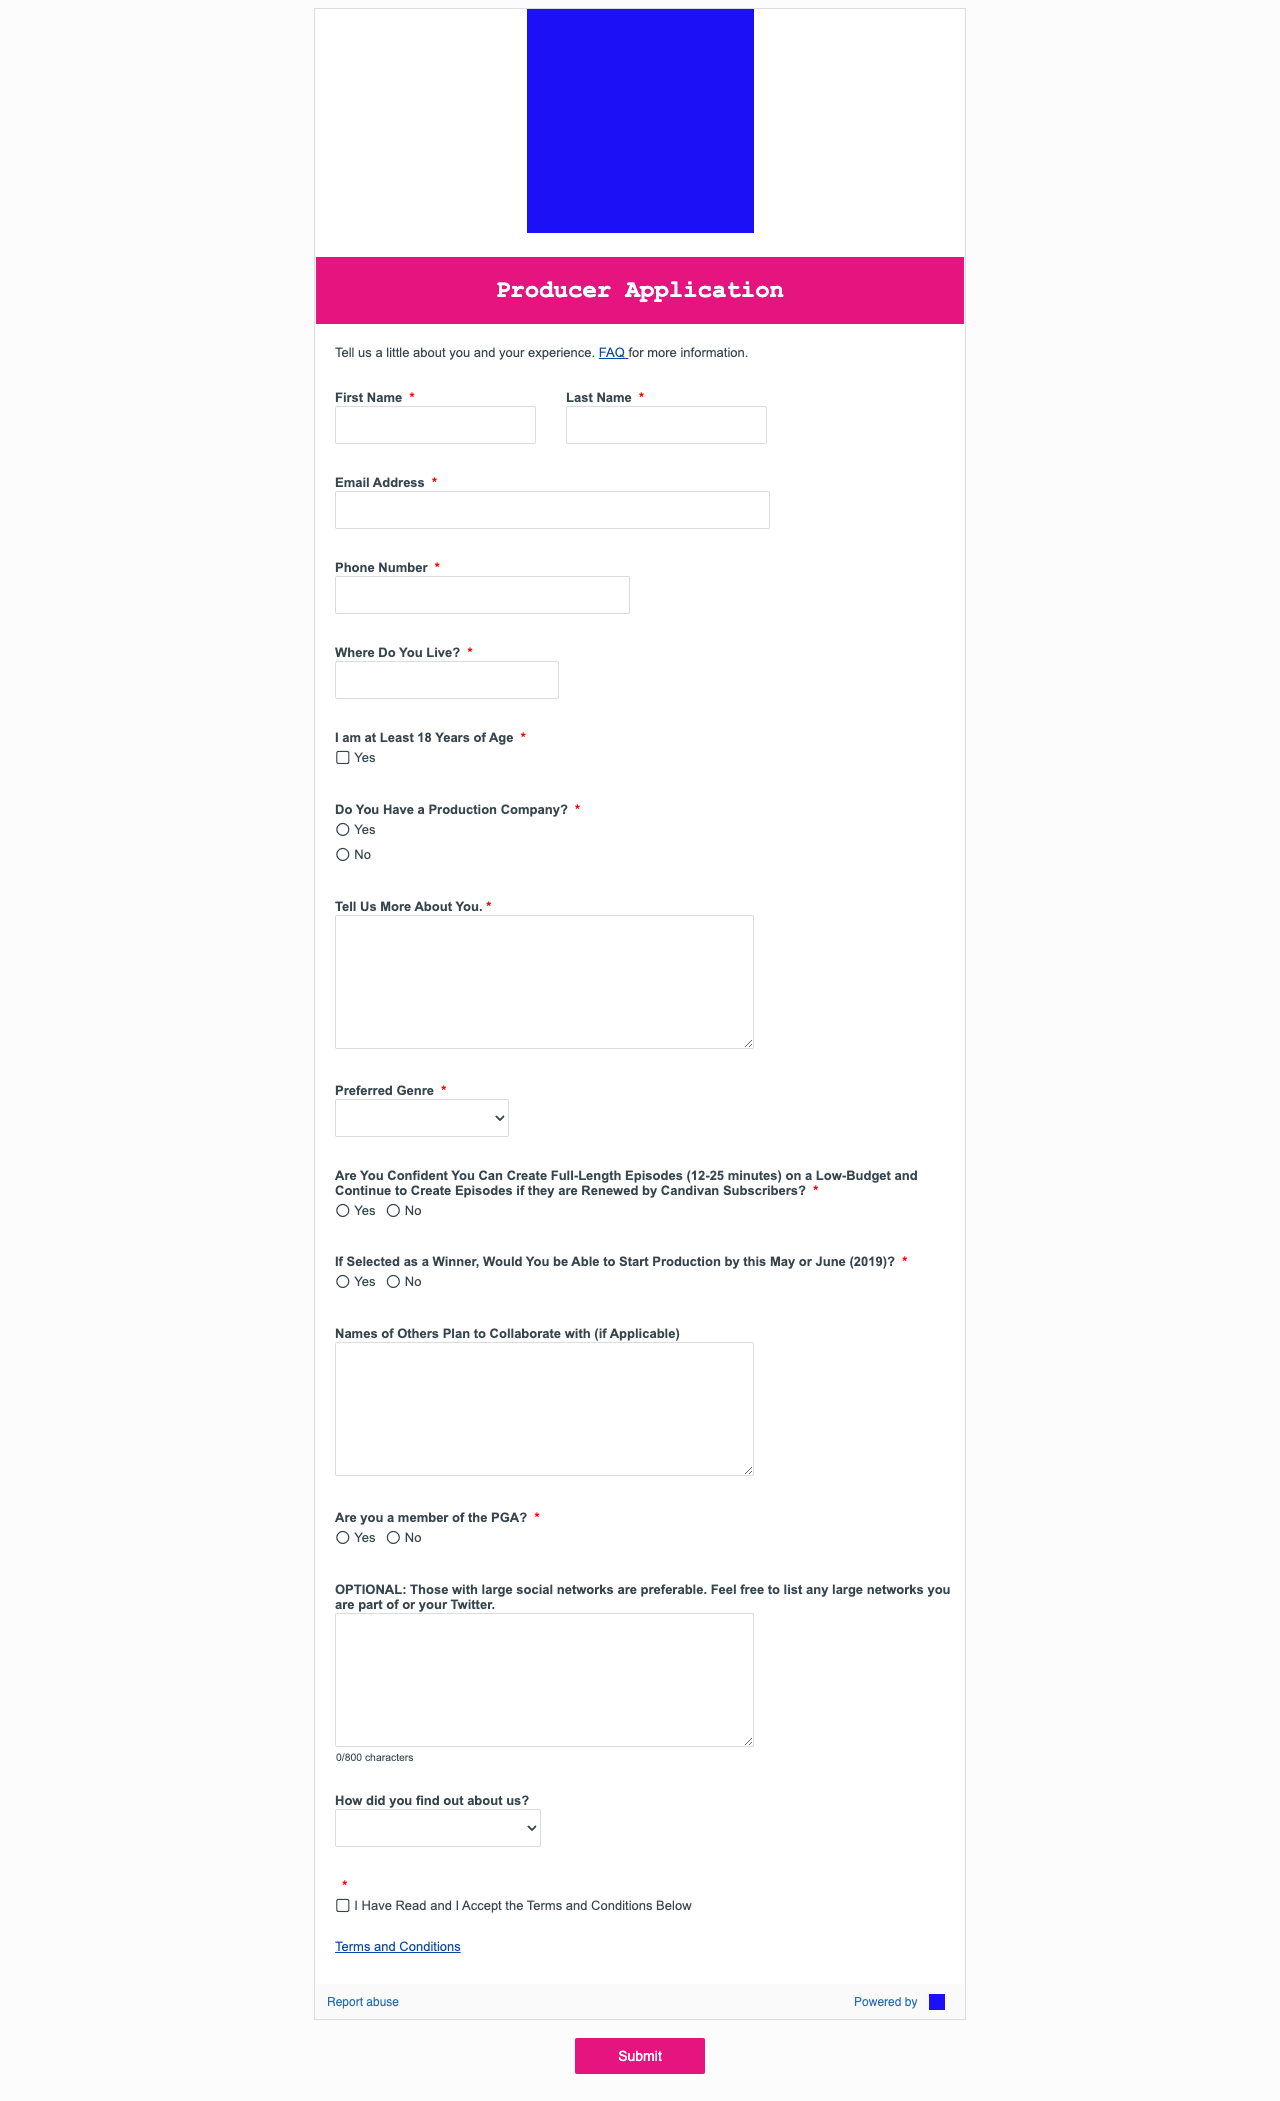 Producer Application
Tell us a little about you and your experience. FAQ for more information.
First Name *
Last Name *
Email Address *
Phone Number *
Where Do You Live? *
I am at Least 18 Years of Age *
Yes
Do You Have a Production Company? *
Yes
No
Tell Us More About You. *
Preferred Genre *
Are You Confident You Can Create Full-Length Episodes (12-25 minutes) on a Low-Budget and
Continue to Create Episodes if they are Renewed by Candivan Subscribers? *
Yes No
If Selected as a Winner, Would You be Able to Start Production by this May or June (2019)? *
Yes No
Names of Others Plan to Collaborate with (if Applicable)
Are you a member of the PGA? *
Yes No
OPTIONAL: Those with large social networks are preferable. Feel free to list any large networks you
are part of or your Twitter.
0/800 characters
How did you find out about us?
*
I Have Read and I Accept the Terms and Conditions Below
Terms and Conditions
Report abuse
Powered by
Submit